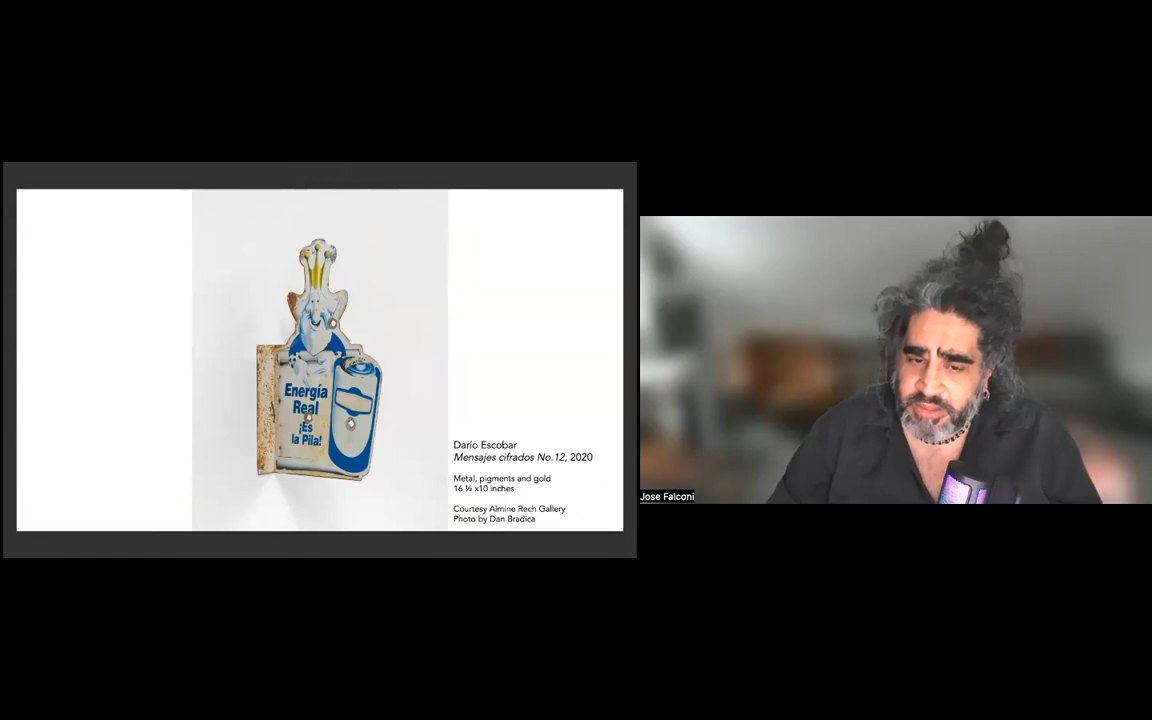 Energía
Real
¡Es
la Pila!
Darío Escobar
Mensajes cifrados No.12, 2020
Metal, pigments and gold
16 ½ x10 inches
Courtesy Almine Rech Gallery
Photo by Dan Bradica
Jose Falconi